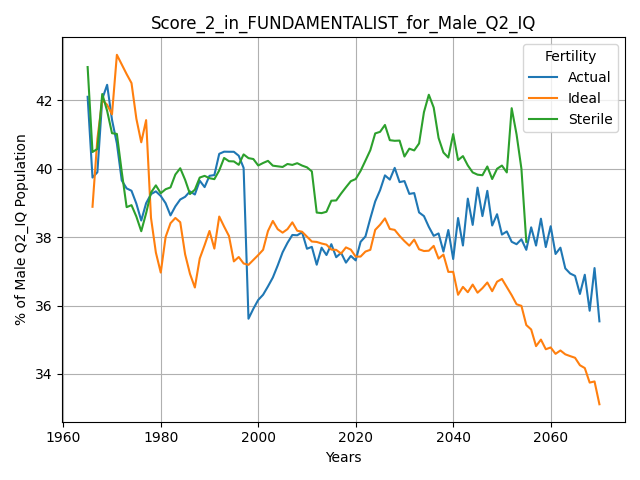 Score_2_in_FUNDAMENTALIST_for_Male_Q2_IQ
Fertility
Actual
Ideal
Sterile
% of Male Q2_IQ Population
42
40
38
36
34
1960
1980
2000
2020
2040
2060
Years